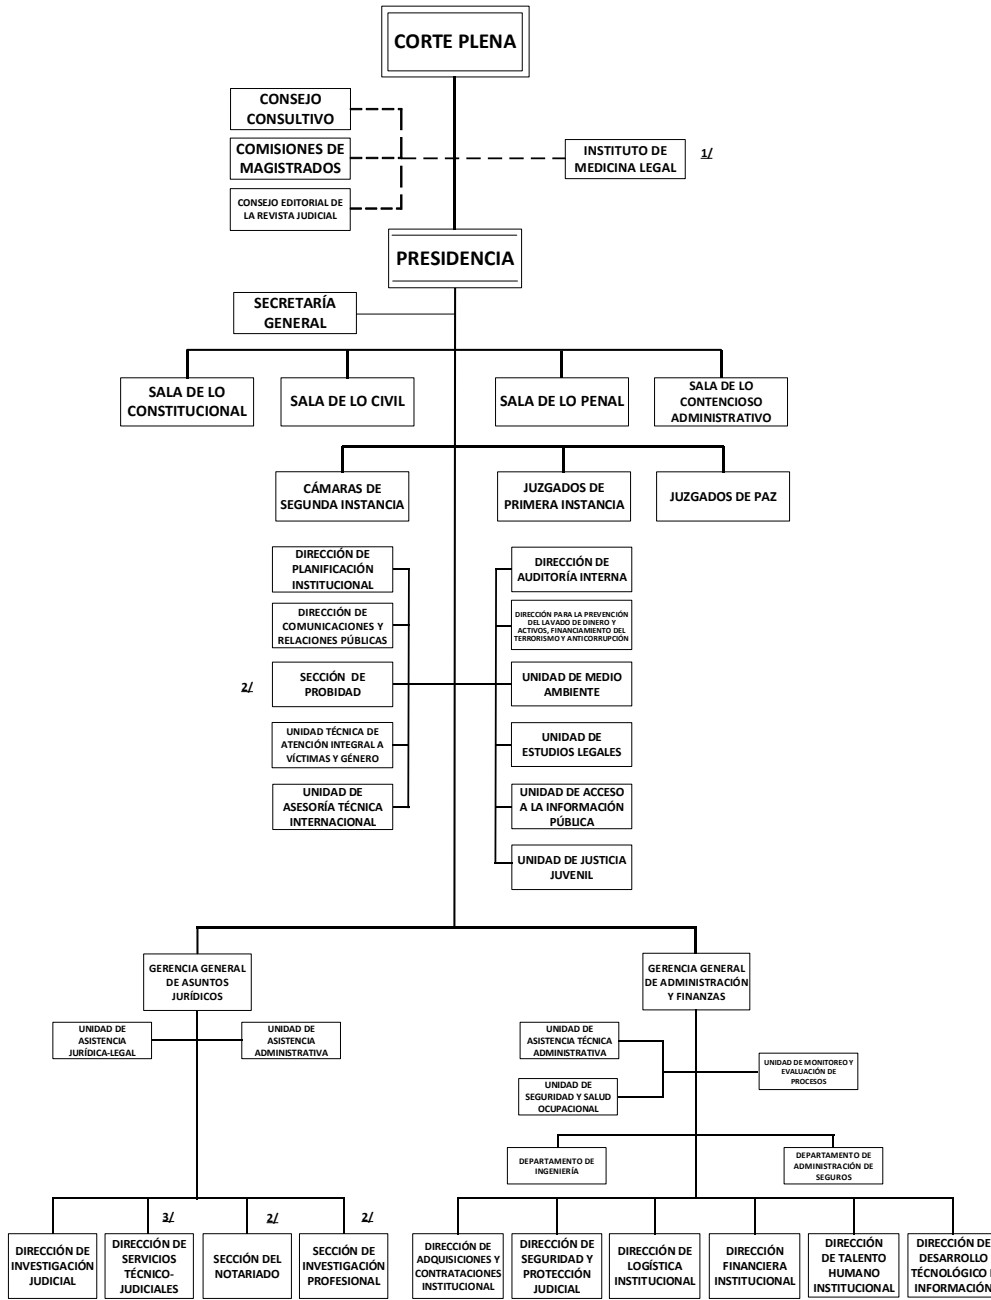 CORTE PLENA
CONSEJO
CONSULTIVO
COMISIONES DE
MAGISTRADOS
CONSEJO EDITORIAL DE
LA REVISTA JUDICIAL
INSTITUTO DE
MEDICINA LEGAL
1/
PRESIDENCIA
SECRETARÍA
GENERAL
SALA DE LO
CONSTITUCIONAL
SALA DE LO CIVIL
SALA DE LO PENAL
SALA DE LO
CONTENCIOSO
ADMINISTRATIVO
CÁMARAS DE
SEGUNDA INSTANCIA
JUZGADOS DE
PRIMERA INSTANCIA
JUZGADOS DE PAZ
DIRECCIÓN DE
PLANIFICACIÓN
INSTITUCIONAL
DIRECCIÓN DE
COMUNICACIONES Y
RELACIONES PÚBLICAS
2/
SECCIÓN DE
PROBIDAD
UNIDAD TÉCNICA DE
ATENCIÓN INTEGRAL A
VÍCTIMAS Y GÉNERO
UNIDAD DE
ASESORÍA TÉCNICA
INTERNACIONAL
DIRECCIÓN DE
AUDITORÍA INTERNA
DIRECCIÓN PARA LA PREVENCIÓN
DEL LAVADO DE DINERO Y
ACTIVOS, FINANCIAMIENTO DEL
TERRORISMO Y ANTICORRUPCIÓN
UNIDAD DE MEDIO
AMBIENTE
UNIDAD DE
ESTUDIOS LEGALES
UNIDAD DE ACCESO
A LA INFORMACIÓN
PÚBLICA
UNIDAD DE JUSTICIA
JUVENIL
GERENCIA GENERAL
DE ASUNTOS
JURÍDICOS
UNIDAD DE
ASISTENCIA
JURÍDICA-LEGAL
UNIDAD DE
ASISTENCIA
ADMINISTRATIVA
GERENCIA GENERAL
DE ADMINISTRACIÓN
Y FINANZAS
UNIDAD DE
ASISTENCIA TÉCNICA
ADMINISTRATIVA
UNIDAD DE
SEGURIDAD Y SALUD
OCUPACIONAL
UNIDAD DE MONITOREO Y
EVALUACIÓN DE
PROCESOS
DEPARTAMENTO DE
INGENIERÍA
DEPARTAMENTO DE
ADMINISTRACIÓN DE
SEGUROS
DIRECCIÓN DE
INVESTIGACIÓN
JUDICIAL
3/
DIRECCIÓN DE
SERVICIOS
TÉCNICO-
JUDICIALES
2/
SECCIÓN DEL
NOTARIADO
2/
SECCIÓN DE
INVESTIGACIÓN
PROFESIONAL
DIRECCIÓN DE
ADQUISICIONES Y
CONTRATACIONES
INSTITUCIONAL
DIRECCIÓN DE
SEGURIDAD Y
PROTECCIÓN
JUDICIAL
DIRECCIÓN DE
LOGÍSTICA
INSTITUCIONAL
DIRECCIÓN
FINANCIERA
INSTITUCIONAL
DIRECCIÓN
DE TALENTO
HUMANO
INSTITUCIONAL
DIRECCIÓN DE
DESARROLLO
TÉCNOLÓGICO
INFORMACIÓN